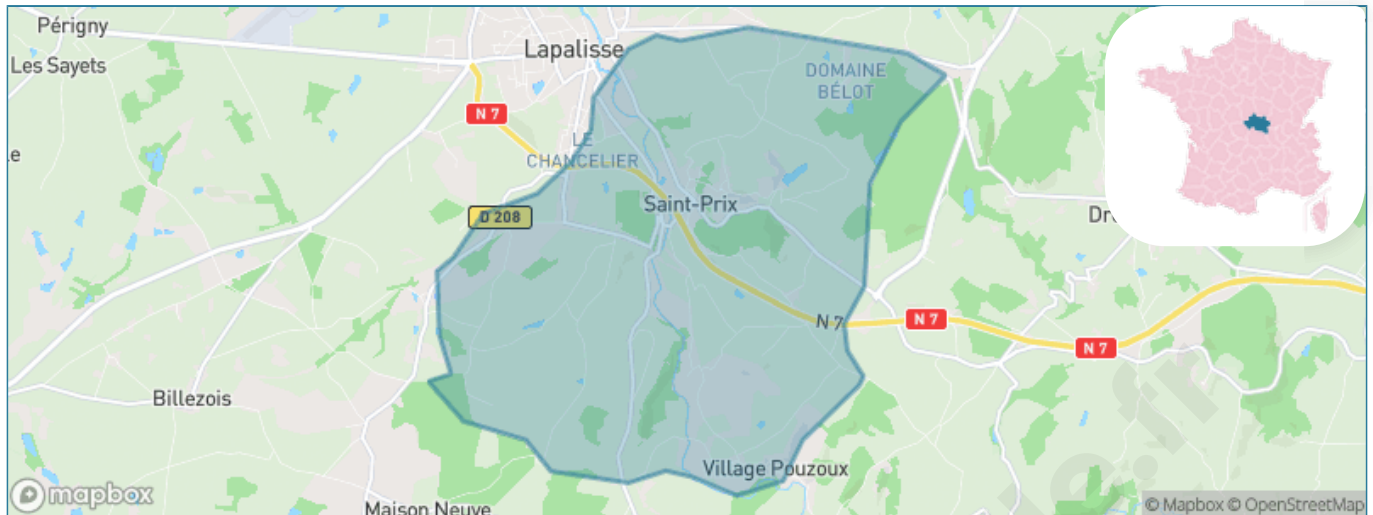 Périgny
Lapalisse
Les Sayets
DOMAINE
BÉLOT
N 7
LE
CHANCELIER
Saint-Prix
D 208
N 7
N 7
N 7
Billezois
Village Pouzoux
Maison Neuve
mapbox
© Mapbox © OpenStreetMap